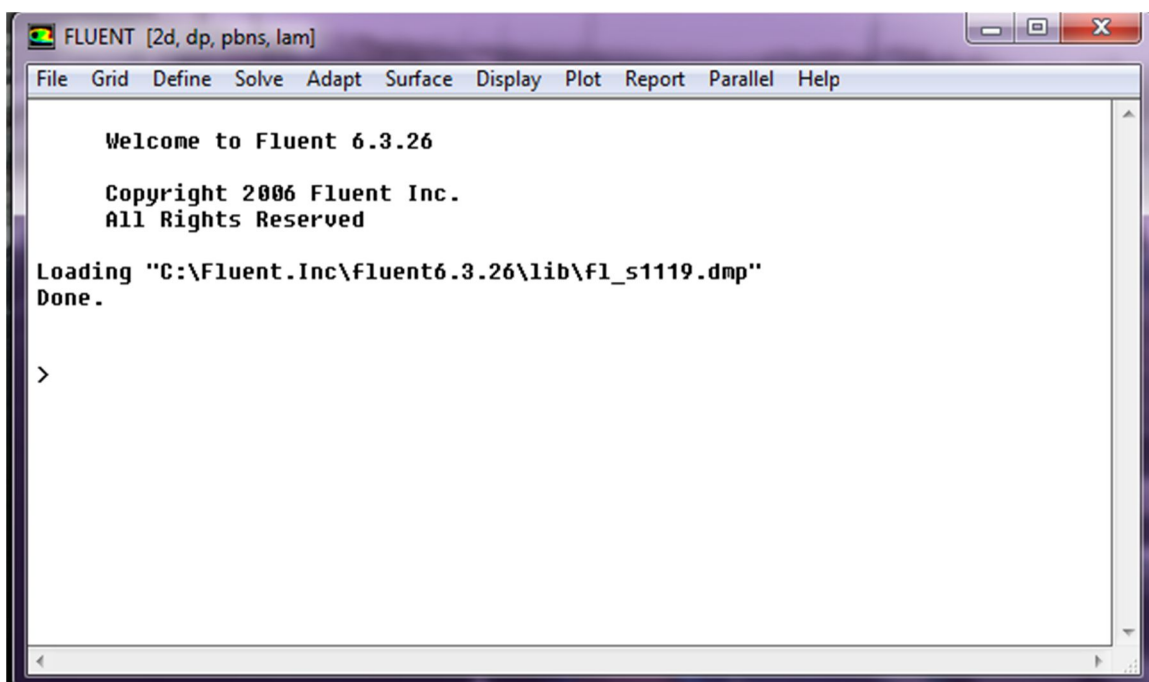 FLUENT [2d, dp, pbns, lam]
File Grid Define Solve Adapt Surface Display Plot Report Parallel Help
Welcome to Fluent 6.3.26
Copyright 2006 Fluent Inc.
All Rights Reserved
Loading "C:\Fluent.Inc\fluent6.3.26\lib\fl_s1119.dmp"
Done.
>